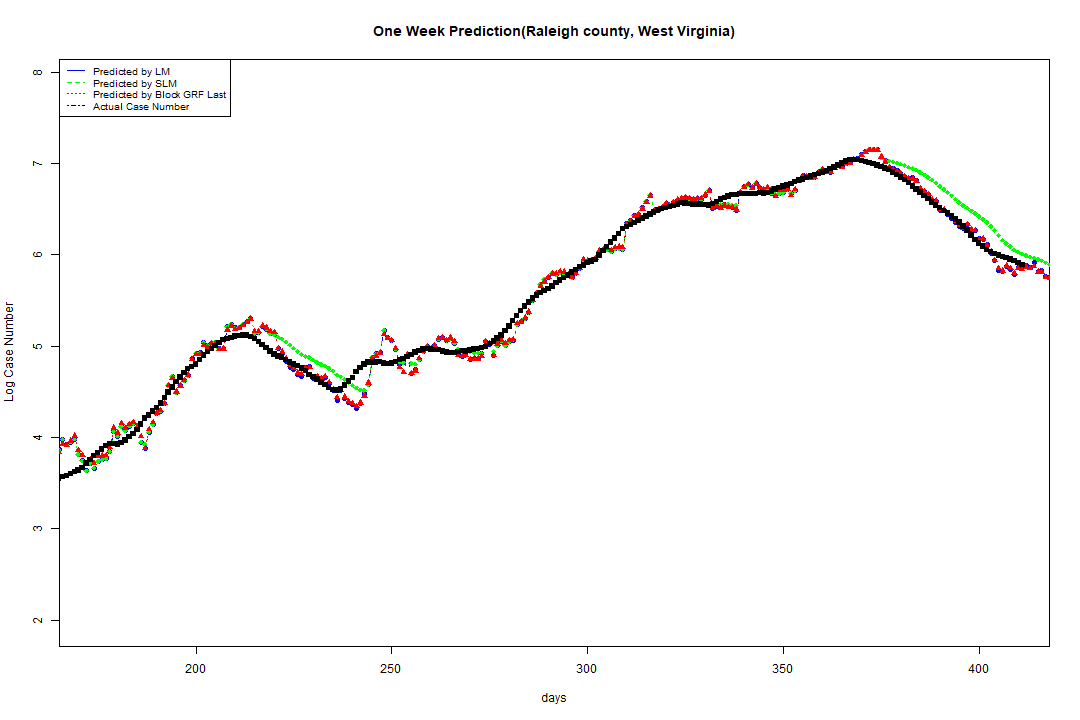 One Week Prediction(Raleigh county, West Virginia)
Predicted by LM
Predicted by SLM
Predicted by Block GRF Last
Actual Case Number
8
7
6
5
4
3
2
Log Case Number
200 250 300 350 400
days